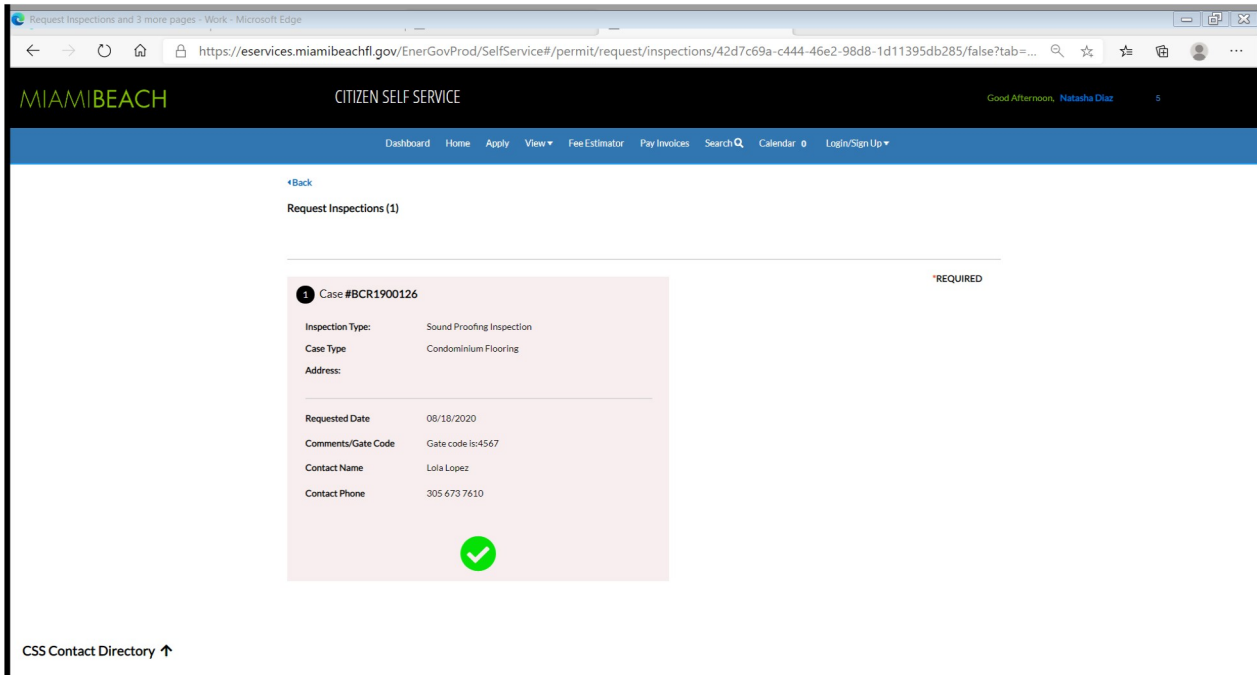 Request Inspections and 3 more pages - Work - Microsoft Edge
https://eservices.miamibeachfl.gov/EnerGovProd/SelfService#/permit/request/inspections/42d7c69a-c444-46e2-98d8-1d11395db285/false?tab=...
MIAMIBEACH CITIZEN SELF SERVICE Good Afternoon, Natasha Diaz 5
Dashboard Home Apply View Fee Estimator Pay Invoices Search Calendar 0 Login/Sign Up
Back
Request Inspections (1)
*REQUIRED
1 Case #BCR1900126
Inspection Type: Sound Proofing Inspection
Case Type Condominium Flooring
Address:
Requested Date 08/18/2020
Comments/Gate Code Gate code is:4567
Contact Name Lola Lopez
Contact Phone 305 673 7610
CSS Contact Directory ↑